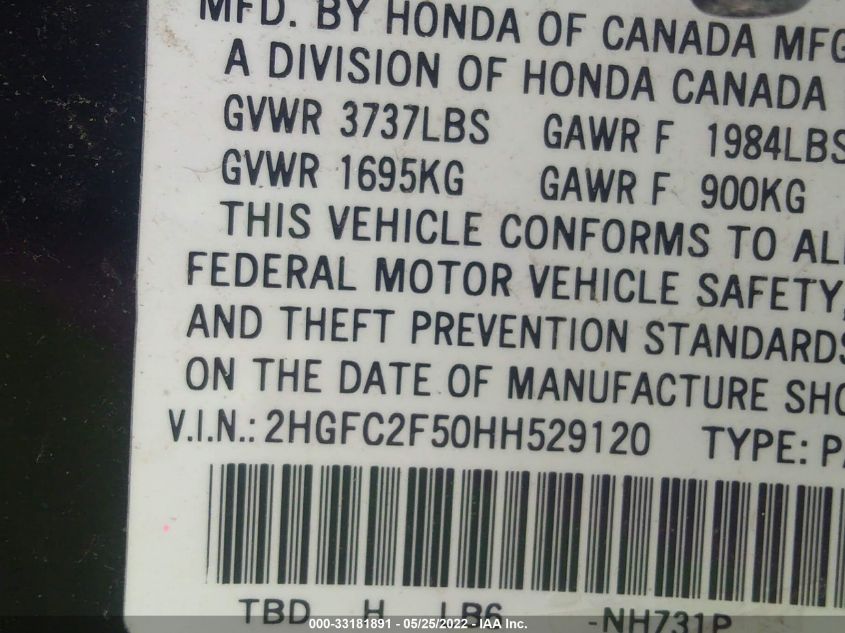 MFD. BY HONDA OF CANADA MFG
A DIVISION OF HONDA CANADA
GVWR 3737LBS GAWR F 1984LBS
GVWR 1695KG GAWR F 900KG
THIS VEHICLE CONFORMS TO ALL
FEDERAL MOTOR VEHICLE SAFETY,
AND THEFT PREVENTION STANDARDS
ON THE DATE OF MANUFACTURE SHO
V.I.N.: 2HGFC2F50HH529120 TYPE: PA
TBD H LB6 -NH731P
000-33181891 - 05/25/2022 - IAA Inc.